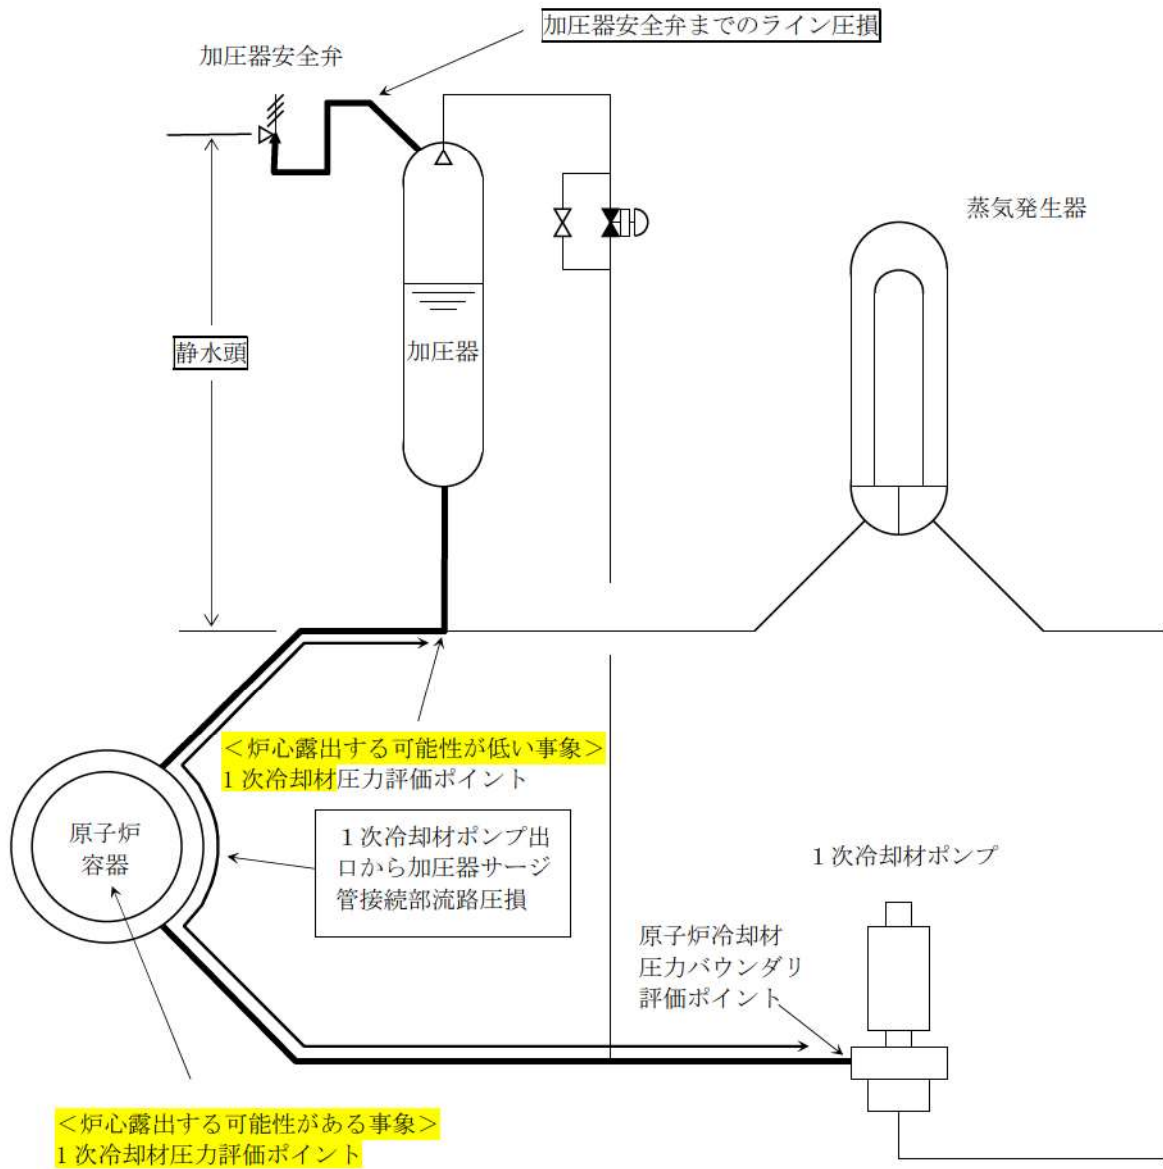 加圧器安全弁までのライン圧損
加圧器安全弁
蒸気発生器
静水頭
加圧器
＜炉心露出する可能性が低い事象＞
１次冷却材圧力評価ポイント
原子炉
容器
１次冷却材ポンプ出
口から加圧器サージ
管接続部流路圧損
１次冷却材ポンプ
原子炉冷却材
圧力バウンダリ
評価ポイント
＜炉心露出する可能性がある事象＞
１次冷却材圧力評価ポイント